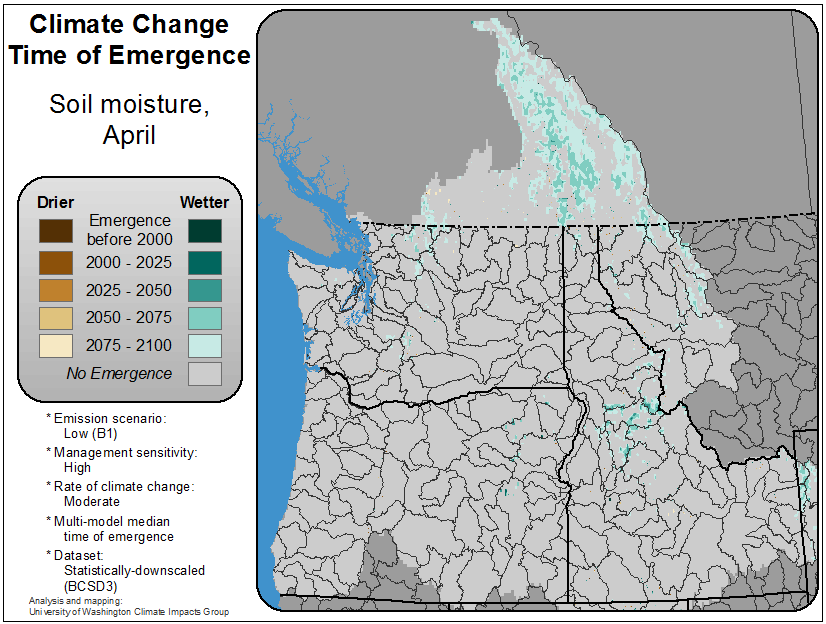 Climate Change
Time of Emergence
Soil moisture,
April
Drier Wetter
Emergence
before 2000
2000 - 2025
2025 - 2050
2050 - 2075
2075 - 2100
No Emergence
* Emission scenario:
Low (B1)
* Management sensitivity:
High
* Rate of climate change:
Moderate
* Multi-model median
time of emergence
* Dataset:
Statistically-downscaled
(BCSD3)
Analysis and mapping:
University of Washington Climate Impacts Group